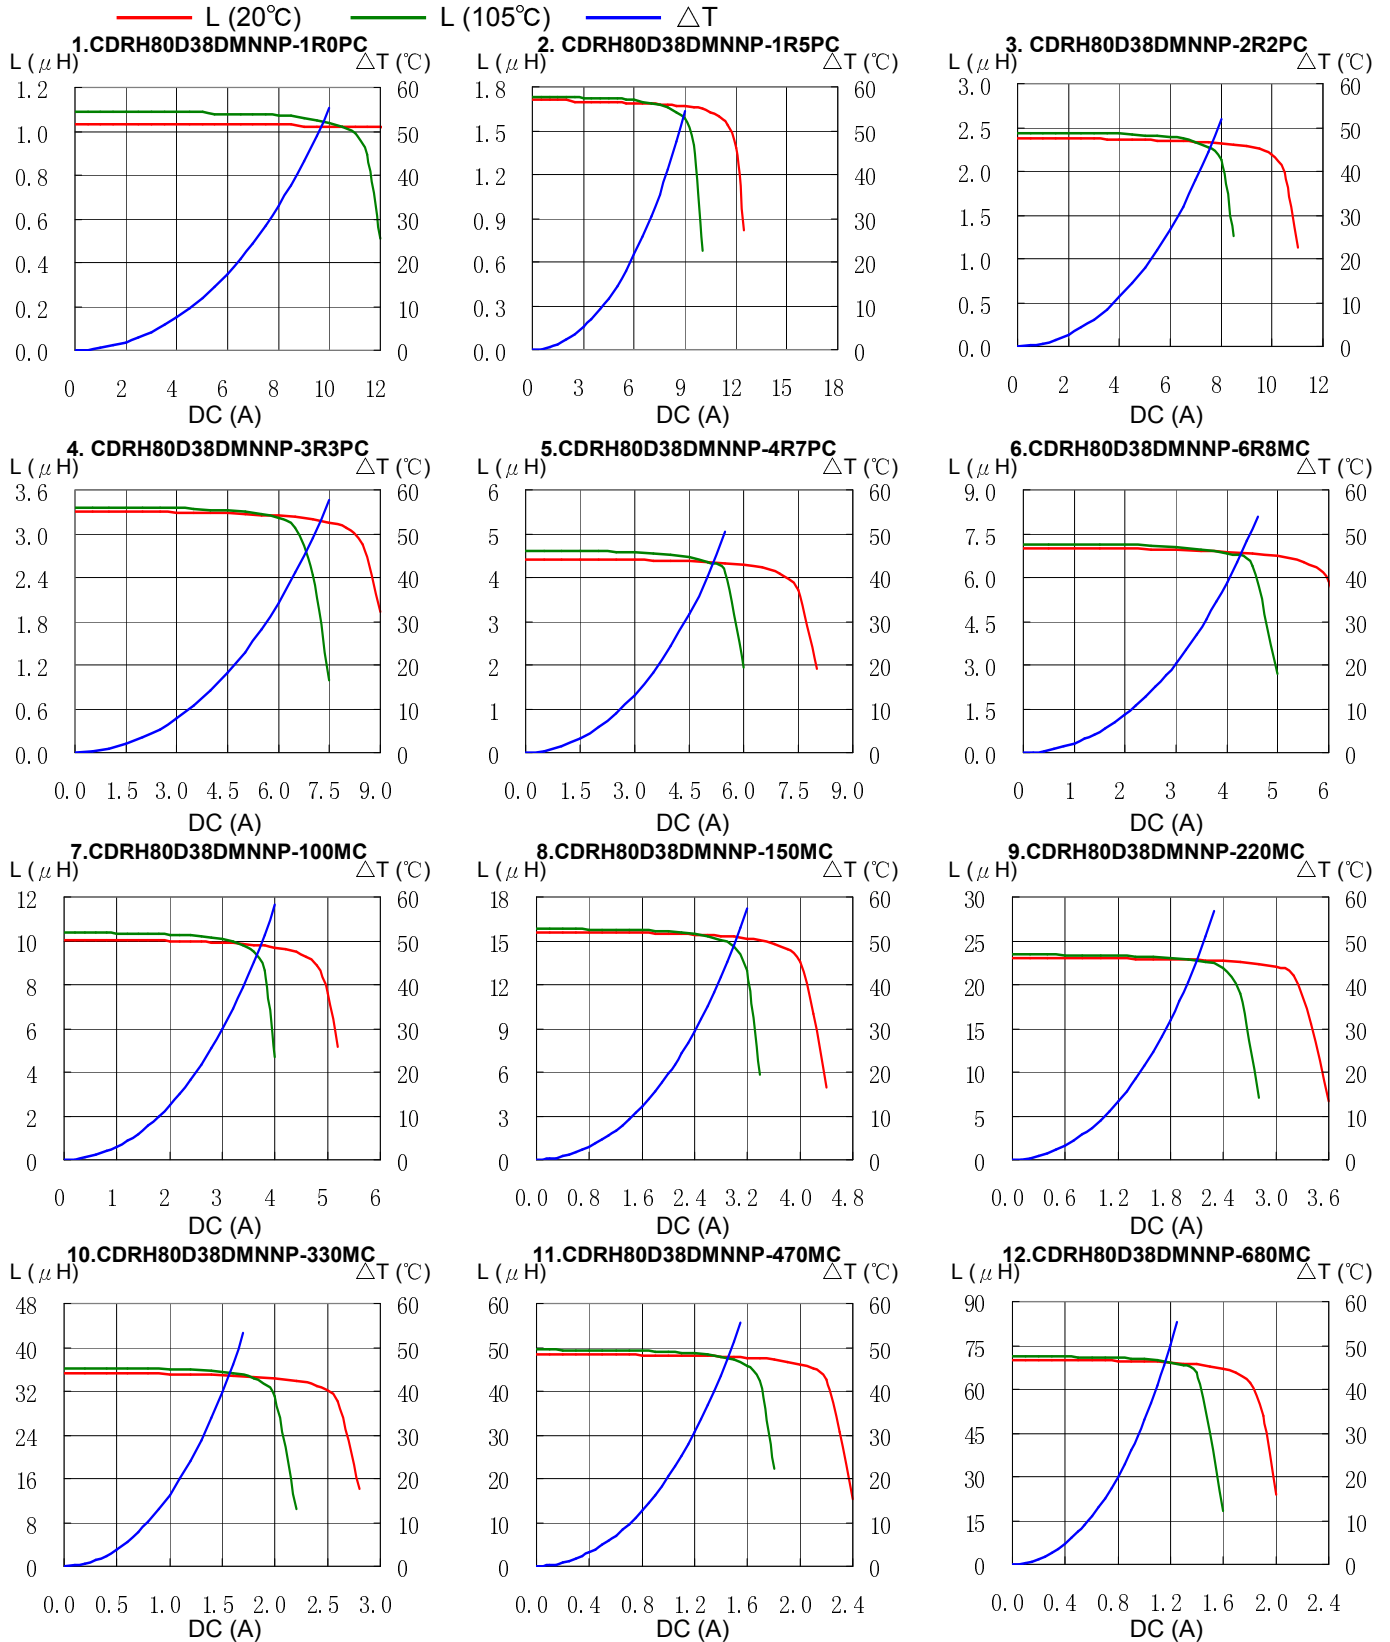 L (20℃) L (105℃) △T
1.CDRH80D38DMNNP-1R0PC 2. CDRH80D38DMNNP-1R5PC 3. CDRH80D38DMNNP-2R2PC
L (μH) △T (℃) L (μH) △T (℃) L (μH) △T (℃)
1.2 60 1.8 60 3.0 60
1.0 50 1.5 50 2.5 50
0.8 40 1.2 40 2.0 40
0.6 30 0.9 30 1.5 30
0.4 20 0.6 20 1.0 20
0.2 10 0.3 10 0.5 10
0.0 0 0.0 0 0.0 0
0 2 4 6 8 10 12 0 3 6 9 12 15 18 0 2 4 6 8 10 12
DC (A) DC (A) DC (A)
4. CDRH80D38DMNNP-3R3PC 5.CDRH80D38DMNNP-4R7PC 6.CDRH80D38DMNNP-6R8MC
L (μH) △T (℃) L (μH) △T (℃) L (μH) △T (℃)
3.6 60 6 60 9.0 60
3.0 50 5 50 7.5 50
2.4 40 4 40 6.0 40
1.8 30 3 30 4.5 30
1.2 20 2 20 3.0 20
0.6 10 1 10 1.5 10
0.0 0 0 0 0.0 0
0.0 1.5 3.0 4.5 6.0 7.5 9.0 0.0 1.5 3.0 4.5 6.0 7.5 9.0 0 1 2 3 4 5 6
DC (A) DC (A) DC (A)
7.CDRH80D38DMNNP-100MC 8.CDRH80D38DMNNP-150MC 9.CDRH80D38DMNNP-220MC
L (μH) △T (℃) L (μH) △T (℃) L (μH) △T (℃)
12 60 18 60 30 60
10 50 15 50 25 50
8 40 12 40 20 40
6 30 9 30 15 30
4 20 6 20 10 20
2 10 3 10 5 10
0 0 0 0 0 0
0 1 2 3 4 5 6 0.0 0.8 1.6 2.4 3.2 4.0 4.8 0.0 0.6 1.2 1.8 2.4 3.0 3.6
DC (A) DC (A) DC (A)
10.CDRH80D38DMNNP-330MC 11.CDRH80D38DMNNP-470MC 12.CDRH80D38DMNNP-680MC
L (μH) △T (℃) L (μH) △T (℃) L (μH) △T (℃)
48 60 60 60 90 60
40 50 50 50 75 50
32 40 40 40 60 40
24 30 30 30 45 30
16 20 20 20 30 20
8 10 10 10 15 10
0 0 0 0 0 0
0.0 0.5 1.0 1.5 2.0 2.5 3.0 0.0 0.4 0.8 1.2 1.6 2.0 2.4 0.0 0.4 0.8 1.2 1.6 2.0 2.4
DC (A) DC (A) DC (A)